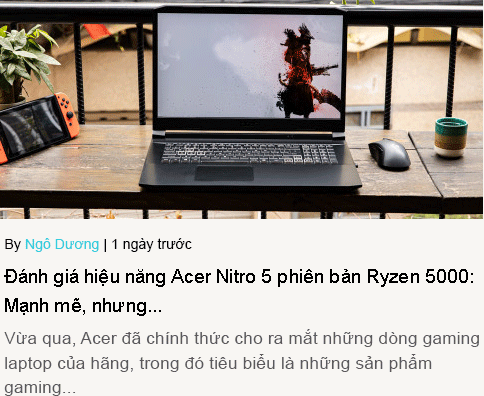 By Ngô Dương | 1 ngày trước
Đánh giá hiệu năng Acer Nitro 5 phiên bản Ryzen 5000:
Mạnh mẽ, nhưng...
Vừa qua, Acer đã chính thức cho ra mắt những dòng gaming
laptop của hãng, trong đó tiêu biểu là những sản phẩm
gaming...